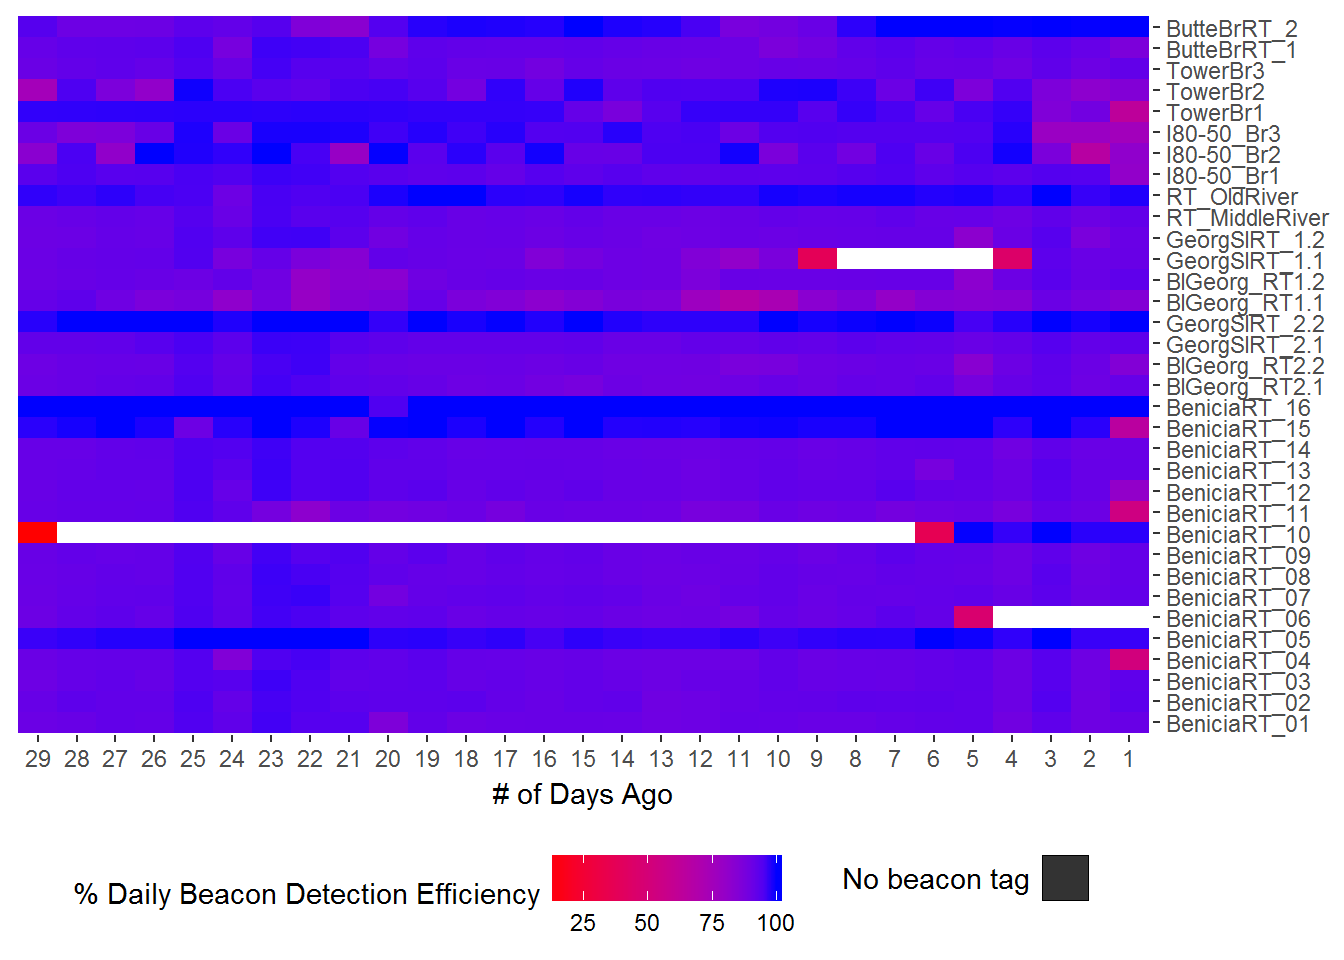 ButteBrRT_2
ButteBrRT_1
TowerBr3
TowerBr2
TowerBr1
I80-50_Br3
I80-50_Br2
I80-50_Br1
RT_OldRiver
RT_MiddleRiver
GeorgSlRT_1.2
GeorgSlRT_1.1
BlGeorg_RT1.2
BlGeorg_RT1.1
GeorgSlRT_2.2
GeorgSlRT_2.1
BlGeorg_RT2.2
BlGeorg_RT2.1
BeniciaRT_16
BeniciaRT_15
BeniciaRT_14
BeniciaRT_13
BeniciaRT_12
BeniciaRT_11
BeniciaRT_10
BeniciaRT_09
BeniciaRT_08
BeniciaRT_07
BeniciaRT_06
BeniciaRT_05
BeniciaRT_04
BeniciaRT_03
BeniciaRT_02
BeniciaRT_01
29 28 27 26 25 24 23 22 21 20 19 18 17 16 15 14 13 12 11 10 9 8 7 6 5 4 3 2 1
# of Days Ago
% Daily Beacon Detection Efficiency
25 50 75 100
No beacon tag